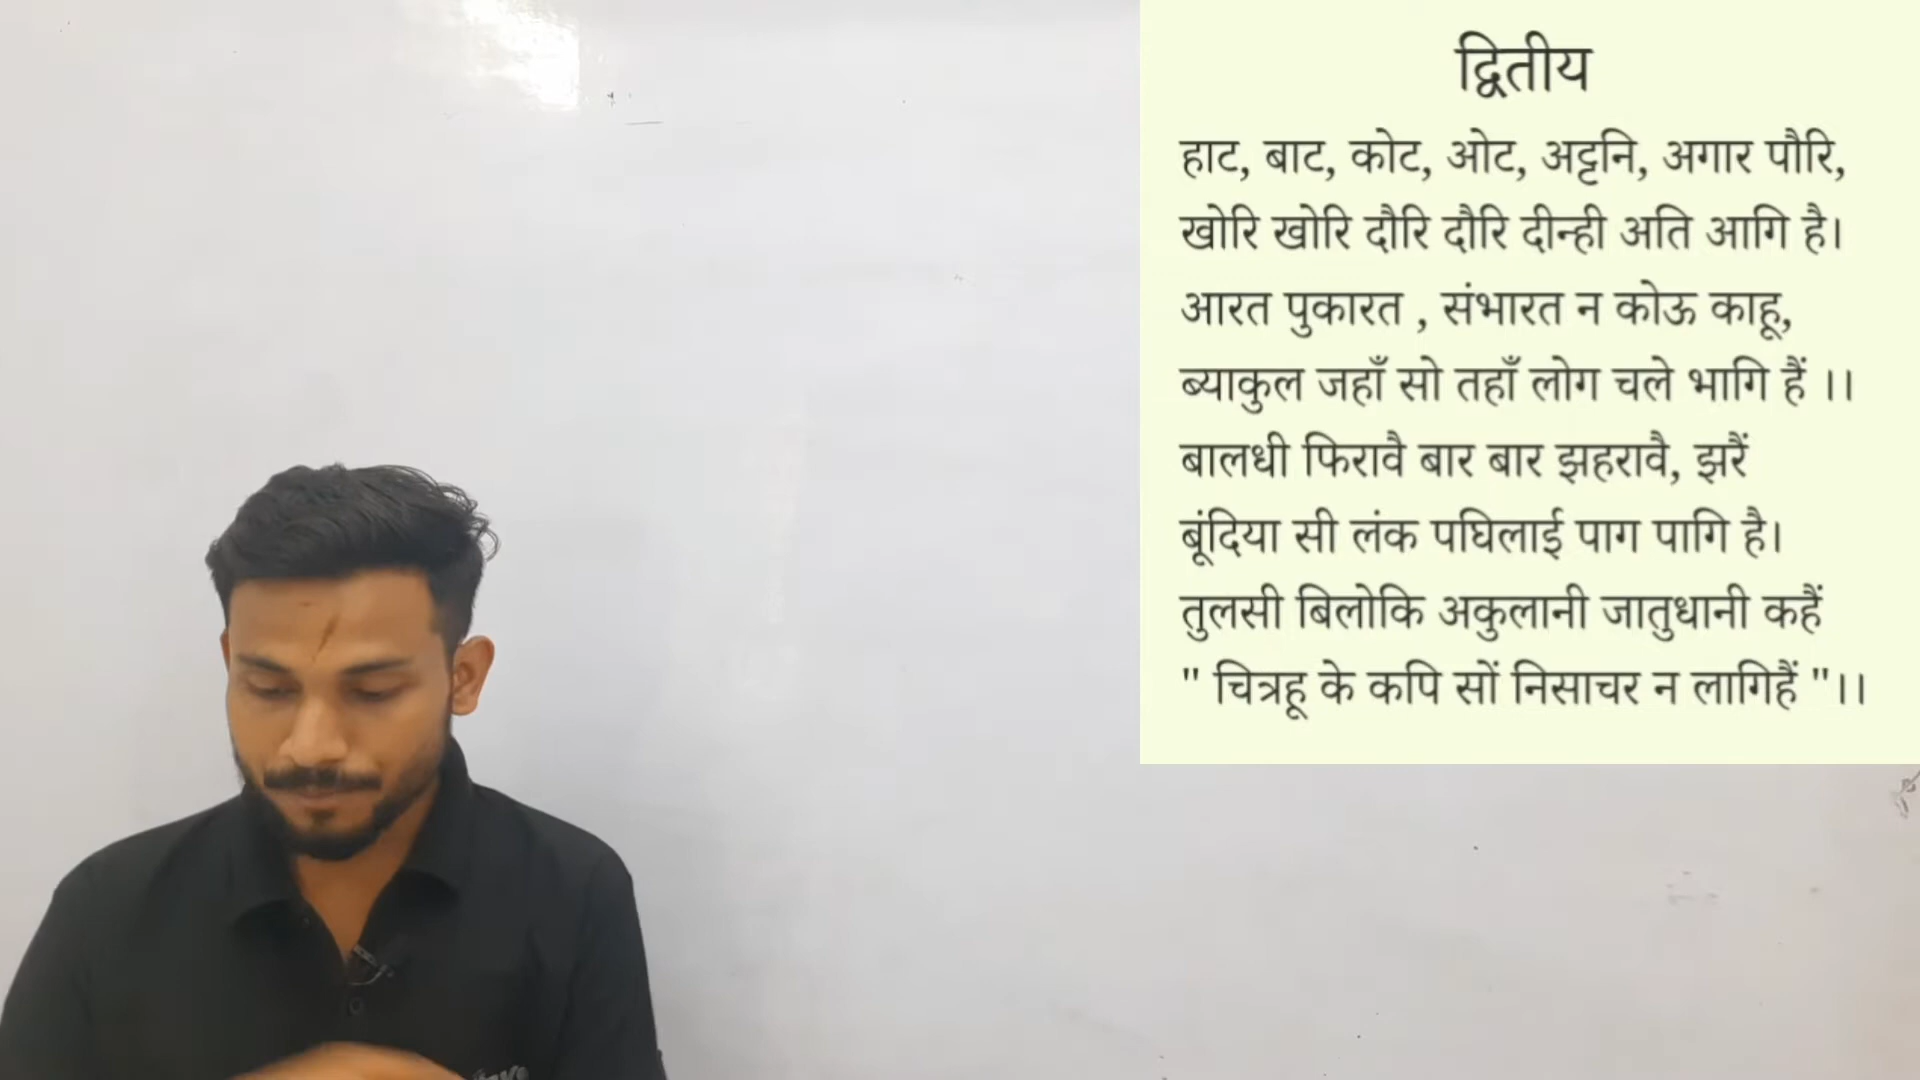 द्वितीय
हाट, बाट, कोट, ओट, अट्टनि, अगार पौरि,
खोरि खोरि दौरि दौरि दीन्ही अति आगि है।
आरत पुकारत , संभारत न कोऊ काहू,
ब्याकुल जहाँ सो तहाँ लोग चले भागि हैं ।।
बालधी फिरावै बार बार झहरावै, झरैं
बूंदिया सी लंक पघिलाई पाग पागि है।
तुलसी बिलोकि अकुलानी जातुधानी कहैं
" चित्रहू के कपि सों निसाचर न लागिहैं "।।